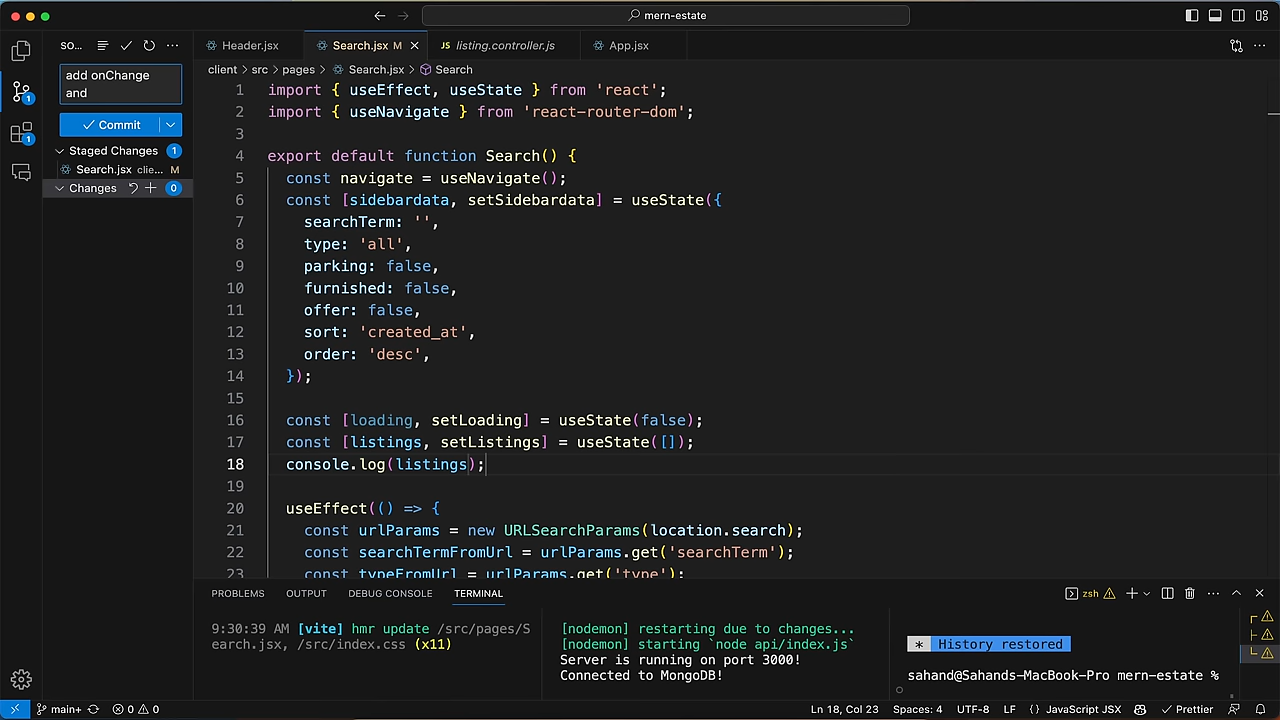 mern-estate
SO...
Header.jsx
Search.jsx M
JS listing.controller.js
App.jsx
add onChange
and
Commit
Staged Changes 1
Search.jsx clie... M
Changes 0
1
1
client > src > pages > Search.jsx > Search
1 import { useEffect, useState } from 'react';
2 import { useNavigate } from 'react-router-dom';
3
4 export default function Search() {
5 const navigate = useNavigate();
6 const [sidebardata, setSidebardata] = useState({
7 searchTerm: '',
8 type: 'all',
9 parking: false,
10 furnished: false,
11 offer: false,
12 sort: 'created_at',
13 order: 'desc',
14 });
15
16 const [loading, setLoading] = useState(false);
17 const [listings, setListings] = useState([]);
18 console.log(listings);
19
20 useEffect(() => {
21 const urlParams = new URLSearchParams(location.search);
22 const searchTermFromUrl = urlParams.get('searchTerm');
23 const typeFromUrl = urlParams.get('type');
PROBLEMS OUTPUT DEBUG CONSOLE TERMINAL
zsh
9:30:39 AM [vite] hmr update /src/pages/S
earch.jsx, /src/index.css (x11)
[nodemon] restarting due to changes...
[nodemon] starting `node api/index.js`
Server is running on port 3000!
Connected to MongoDB!
* History restored
sahand@Sahands-MacBook-Pro mern-estate %
main+ 0 0
Ln 18, Col 23 Spaces: 4 UTF-8 LF {} JavaScript JSX Prettier